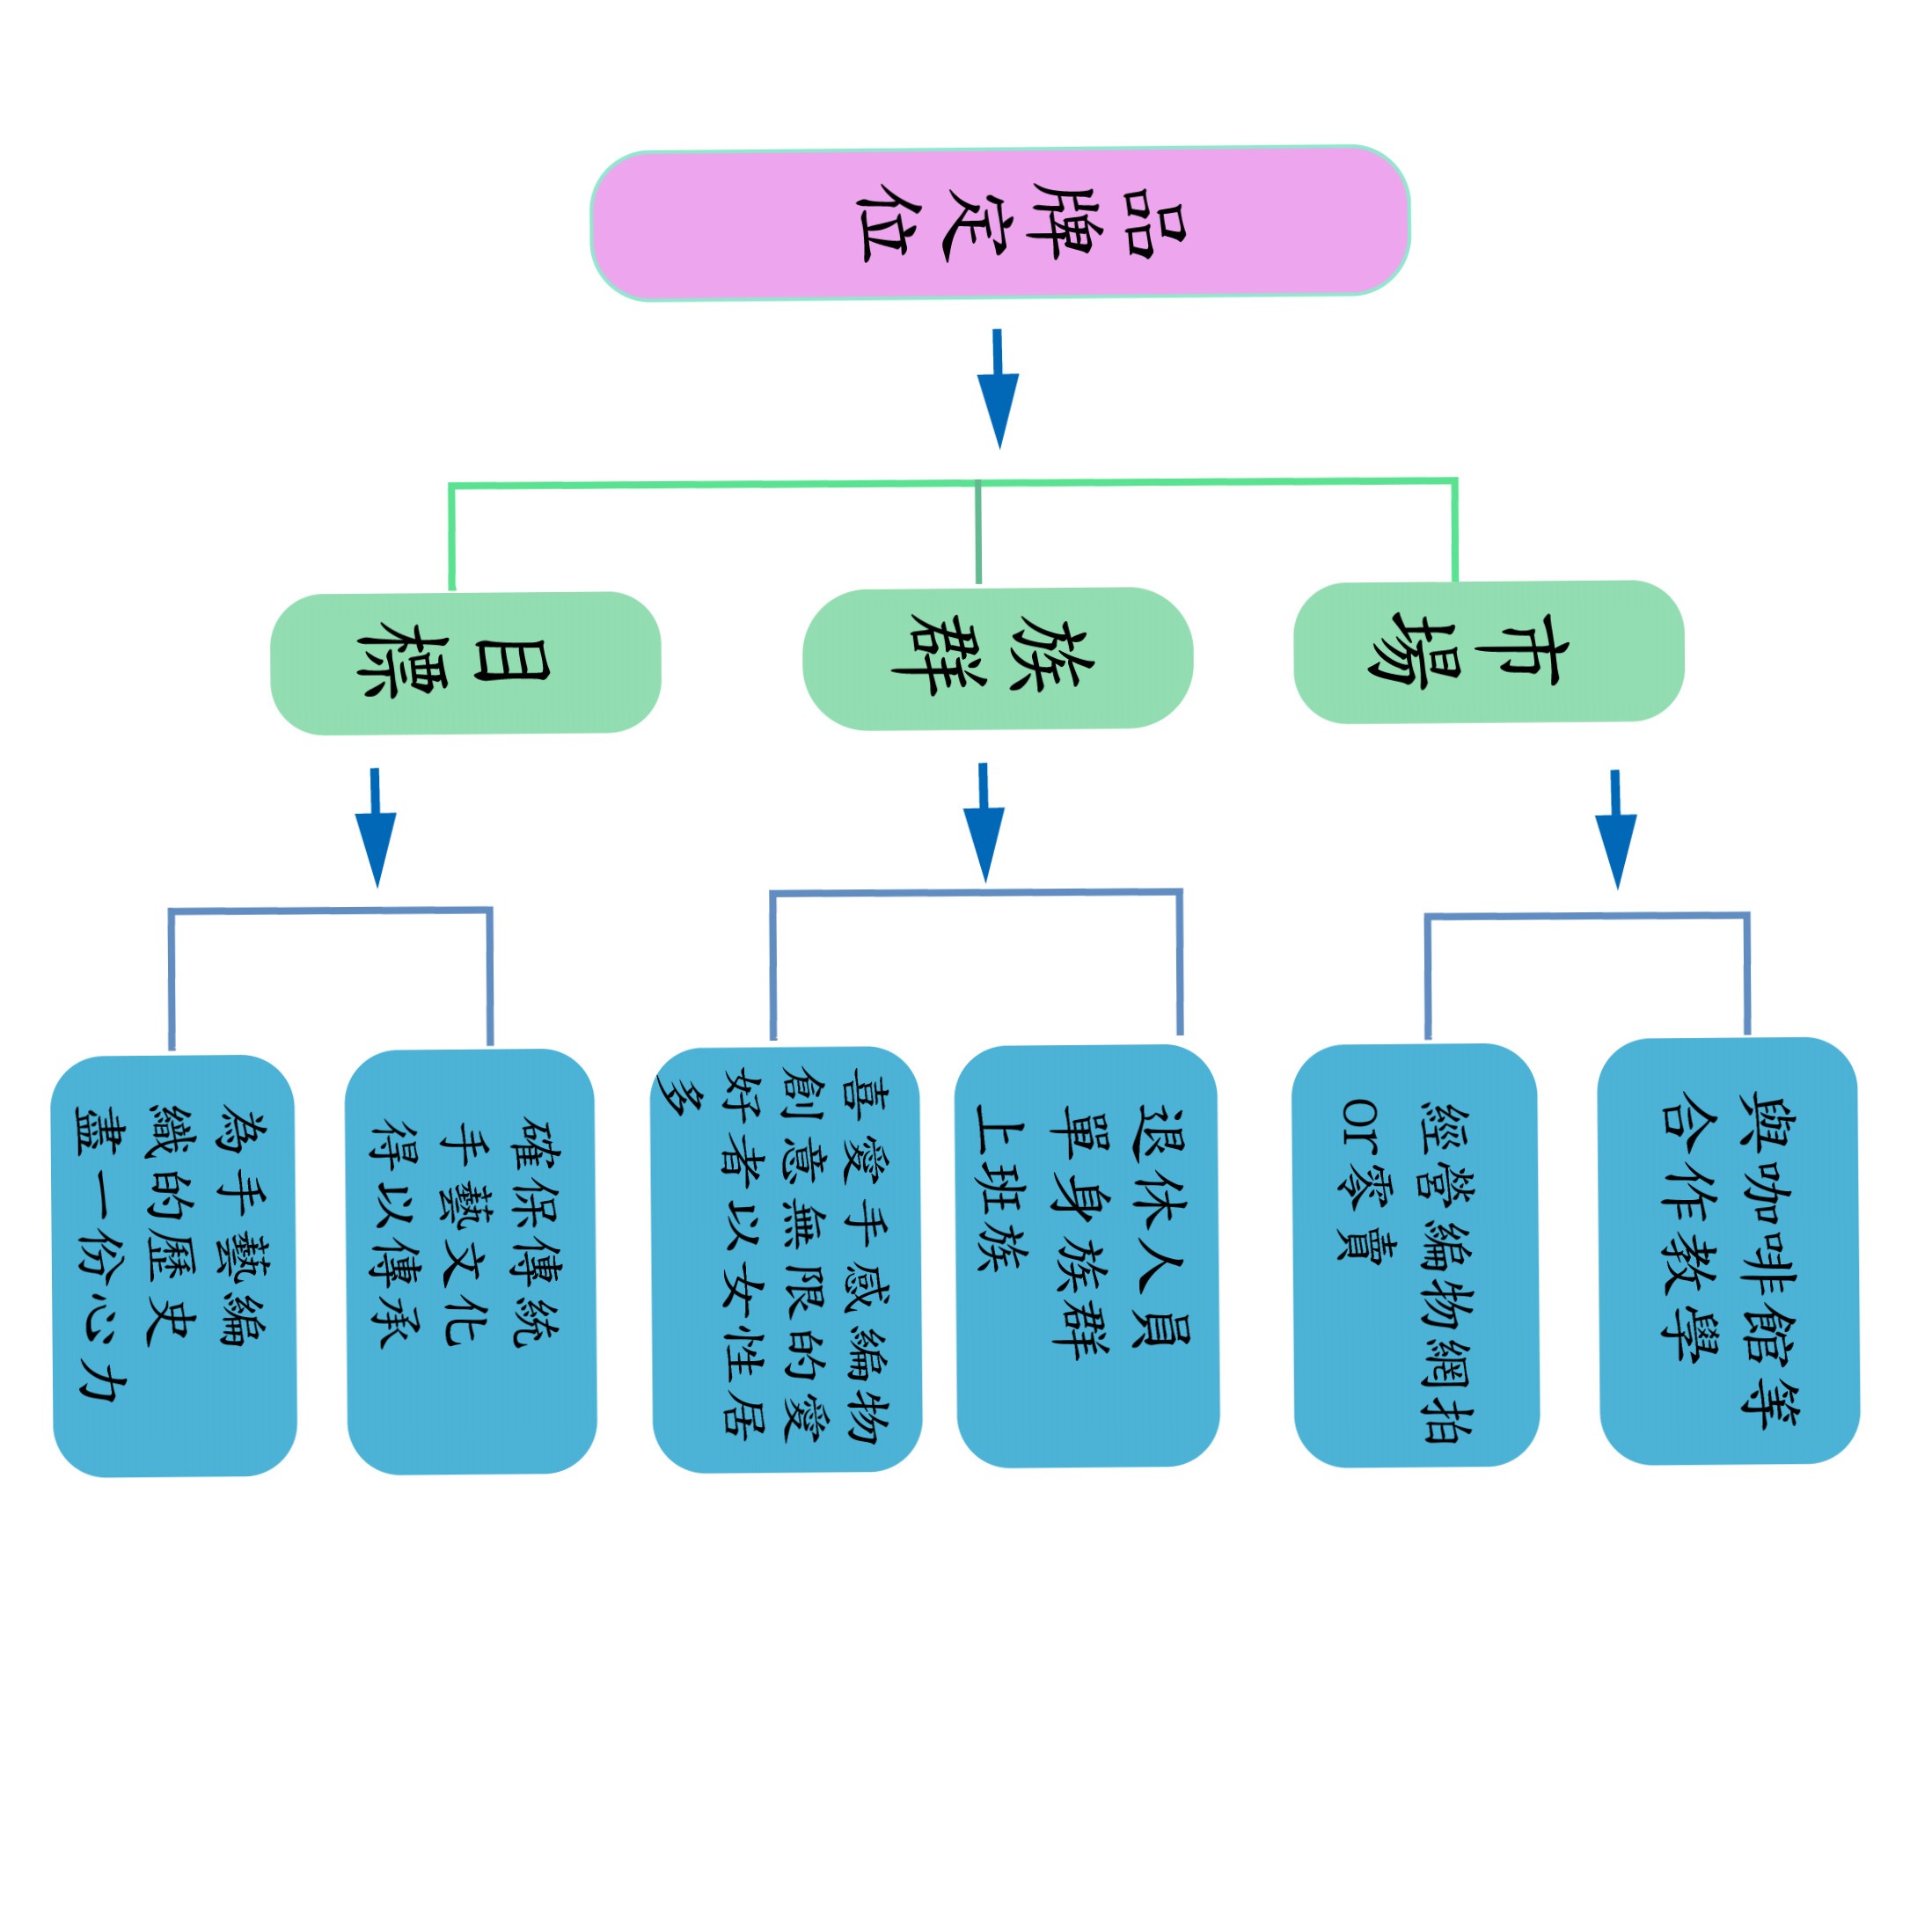 品牌定位
市場
與咖啡館等
合作教學
經營編物網拍
or零賣
族群
退休人員
單身族群
上班族
喜愛手感編物
創意無限的愛
好者以女性居
多
目標
確保傳統
手藝文化
得以傳承
為手藝編
織的歷史
盡一份心力